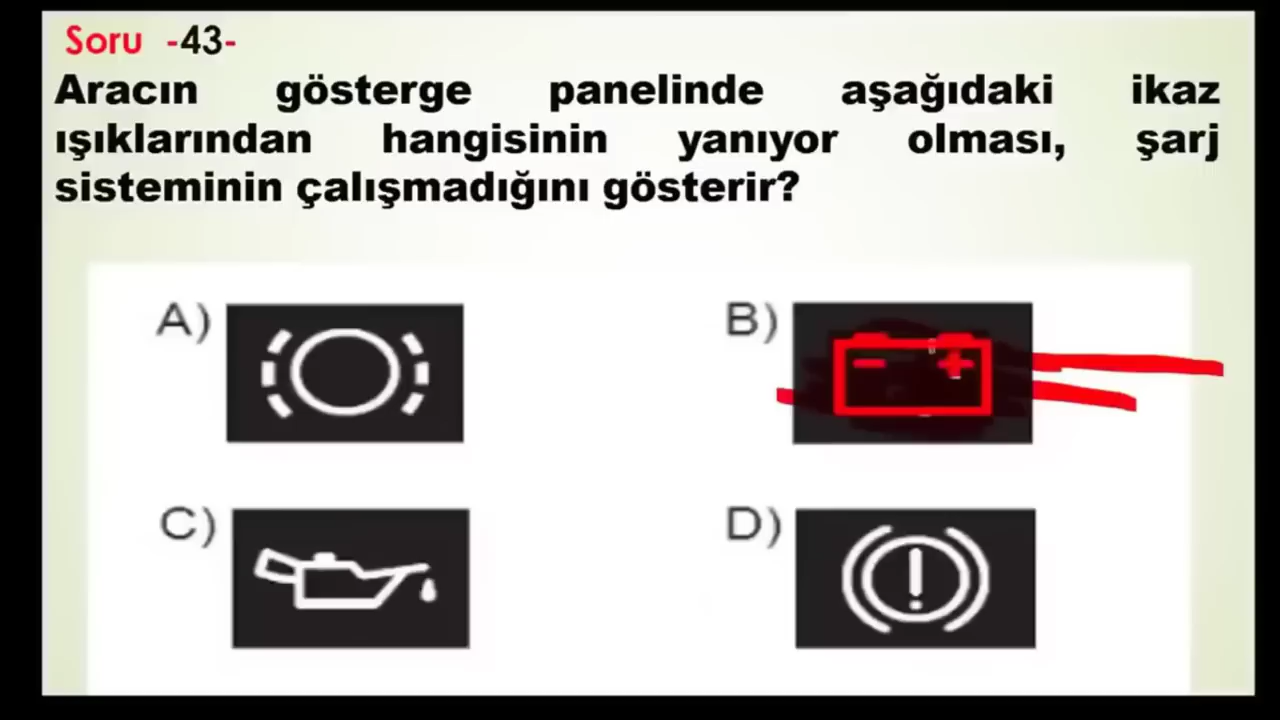 Soru -43-
Aracın gösterge panelinde aşağıdaki ikaz
ışıklarından hangisinin yanıyor olması, şarj
sisteminin çalışmadığını gösterir?
A) B)
C) D)